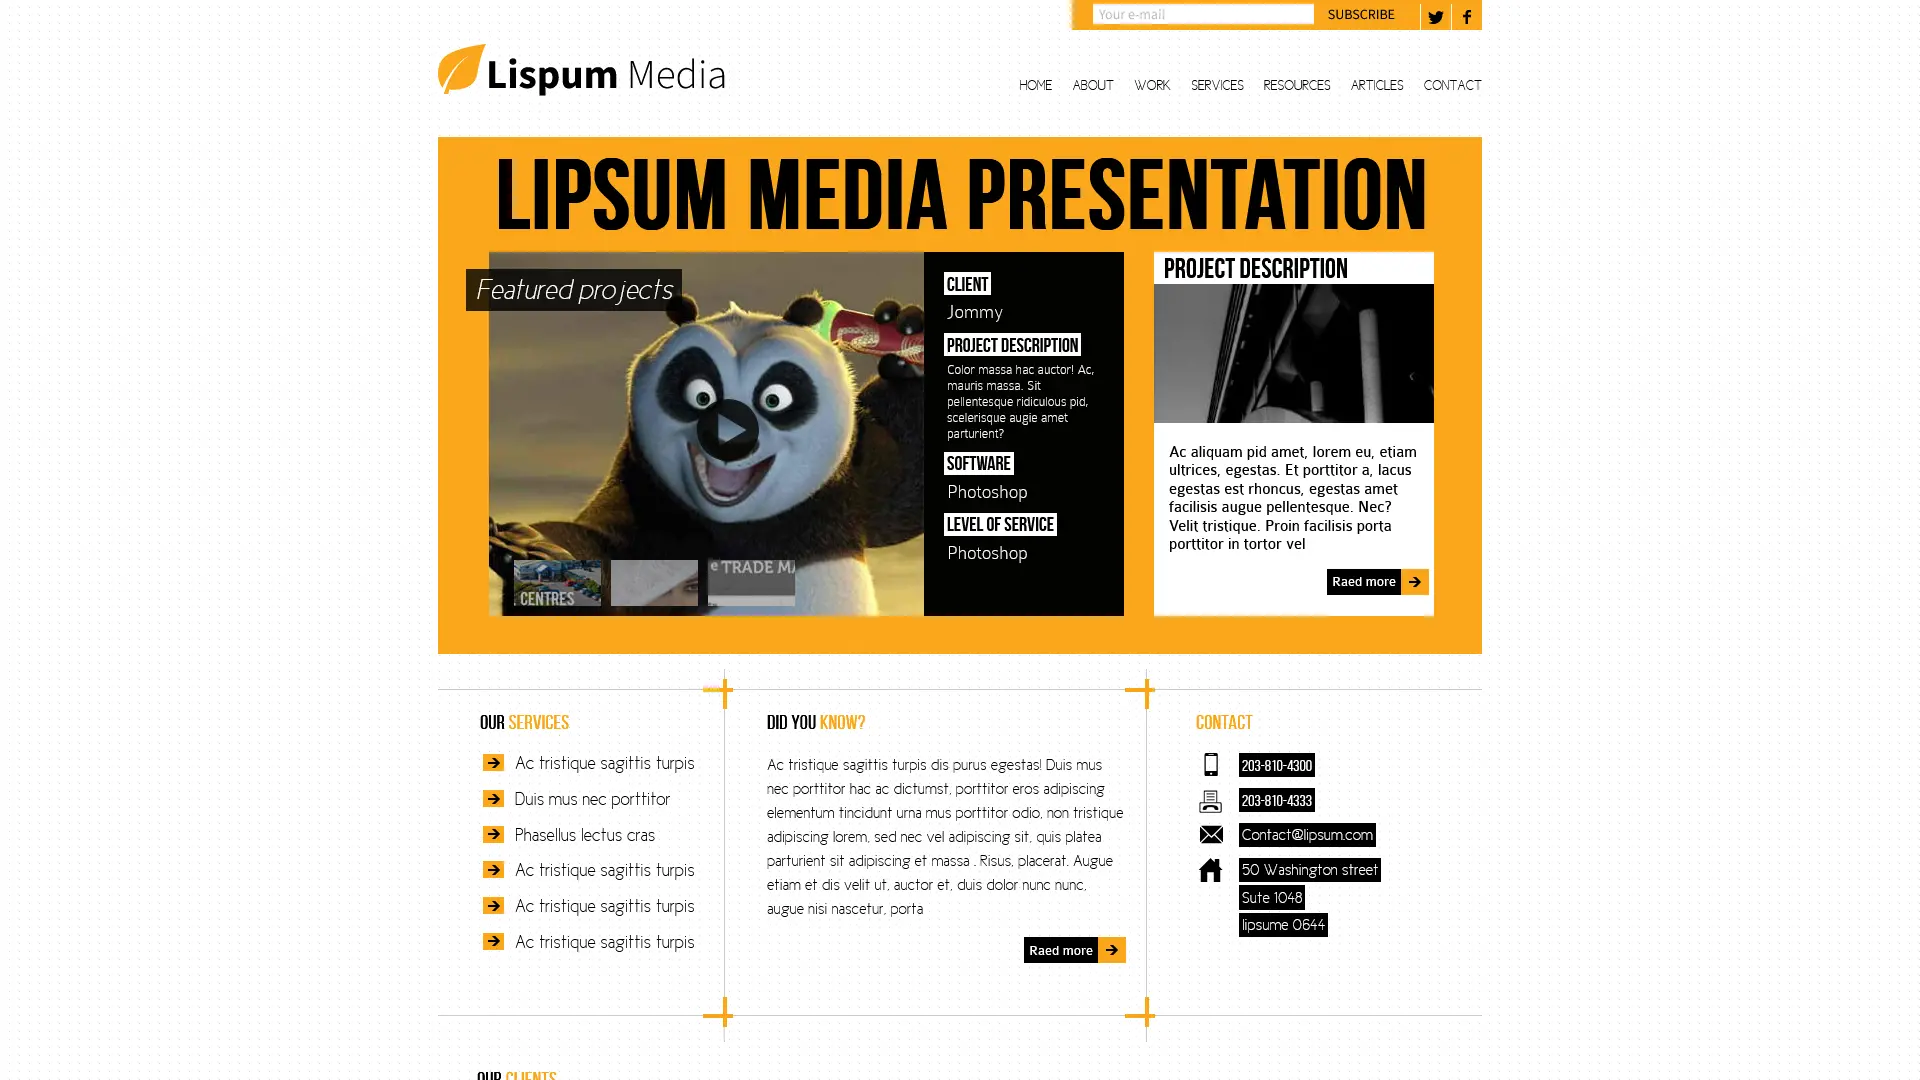 Your e-mail
SUBSCRIBE
Lispum Media
HOME ABOUT WORK SERVICES RESOURCES ARTICLES CONTACT
LIPSUM MEDIA PRESENTATION
Featured projects
CENTRES
e TRADE MA
CLIENT
Jommy
PROJECT DESCRIPTION
Color massa hac auctor! Ac,
mauris massa. Sit
pellentesque ridiculous pid,
scelerisque augie amet
parturient?
SOFTWARE
Photoshop
LEVEL OF SERVICE
Photoshop
PROJECT DESCRIPTION
Ac aliquam pid amet, lorem eu, etiam
ultrices, egestas. Et porttitor a, lacus
egestas est rhoncus, egestas amet
facilisis augue pellentesque. Nec?
Velit tristique. Proin facilisis porta
porttitor in tortor vel
Raed more
OUR SERVICES
Ac tristique sagittis turpis
Duis mus nec porttitor
Phasellus lectus cras
Ac tristique sagittis turpis
Ac tristique sagittis turpis
Ac tristique sagittis turpis
DID YOU KNOW?
Ac tristique sagittis turpis dis purus egestas! Duis mus
nec porttitor hac ac dictumst, porttitor eros adipiscing
elementum tincidunt urna mus porttitor odio, non tristique
adipiscing lorem, sed nec vel adipiscing sit, quis platea
parturient sit adipiscing et massa . Risus, placerat. Augue
etiam et dis velit ut, auctor et, duis dolor nunc nunc,
augue nisi nascetur, porta
Raed more
CONTACT
203-810-4300
203-810-4333
Contact@lipsum.com
50 Washington street
Sute 1048
lipsume 0644
OUR CLIENTS